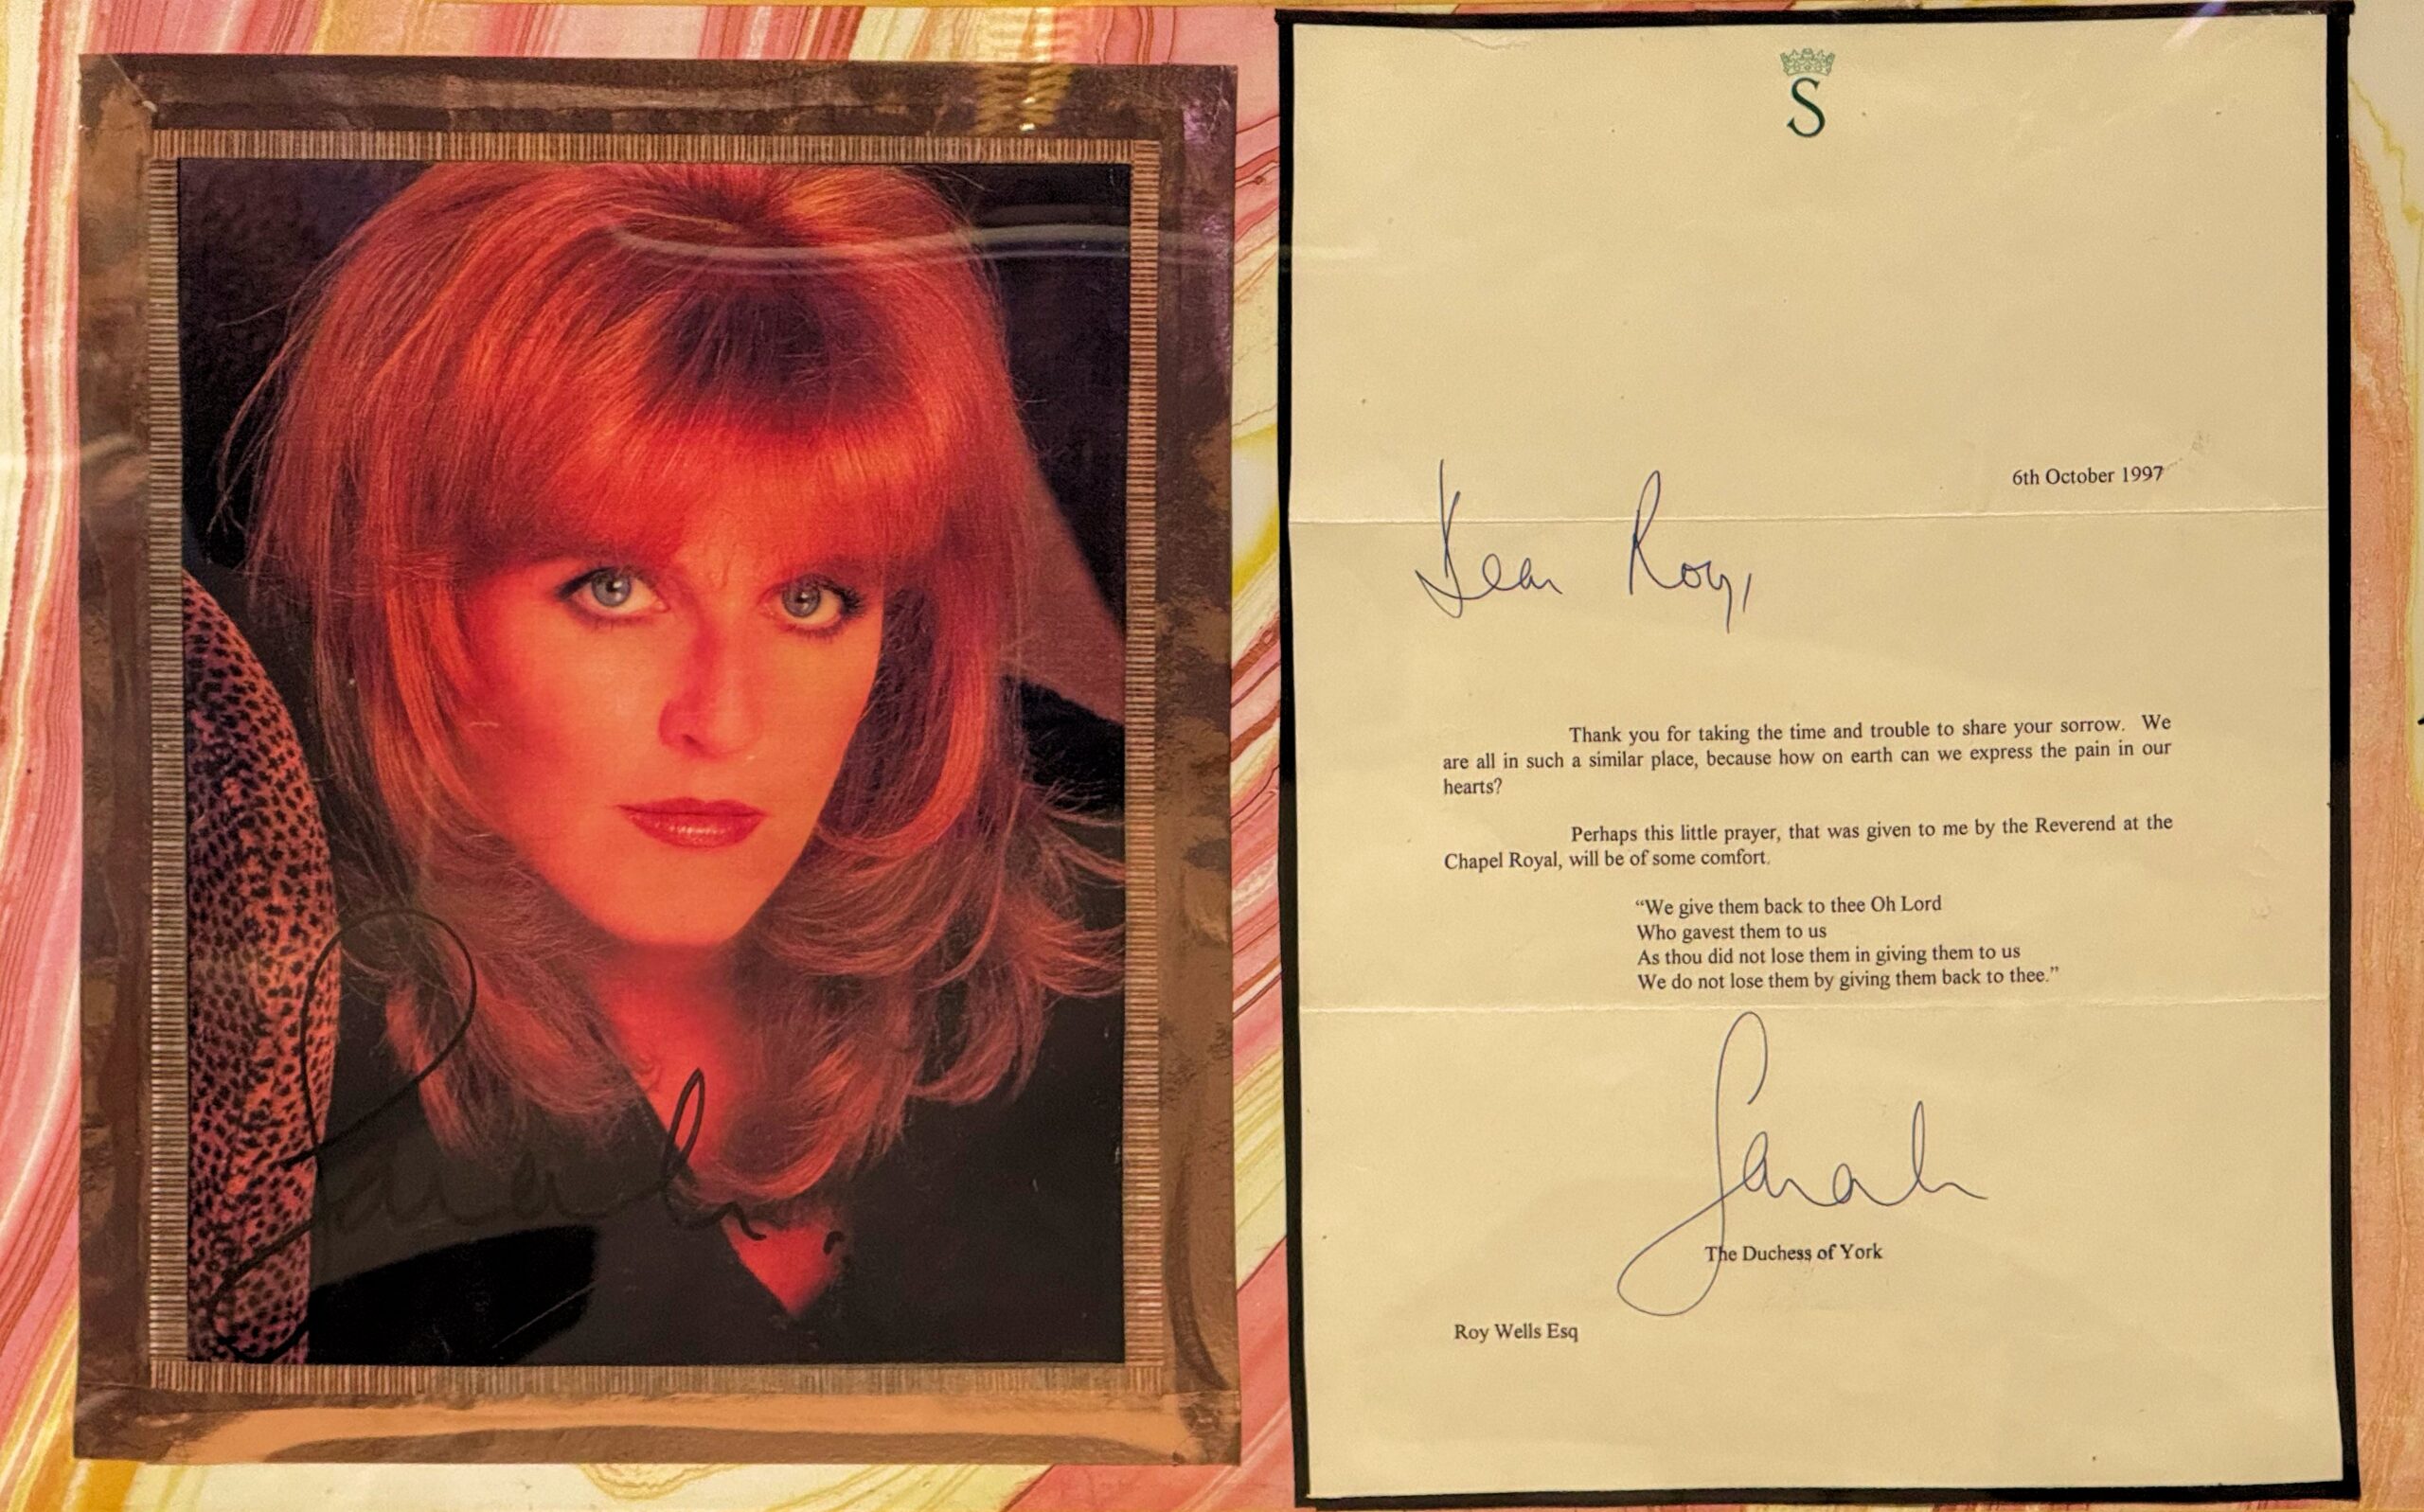 Sarah.
S
6th October 1997
Dear Roy,
Thank you for taking the time and trouble to share your sorrow. We
are all in such a similar place, because how on earth can we express the pain in our
hearts?
Perhaps this little prayer, that was given to me by the Reverend at the
Chapel Royal, will be of some comfort.
“We give them back to thee Oh Lord
Who gavest them to us
As thou did not lose them in giving them to us
We do not lose them by giving them back to thee.”
Sarah
The Duchess of York
Roy Wells Esq